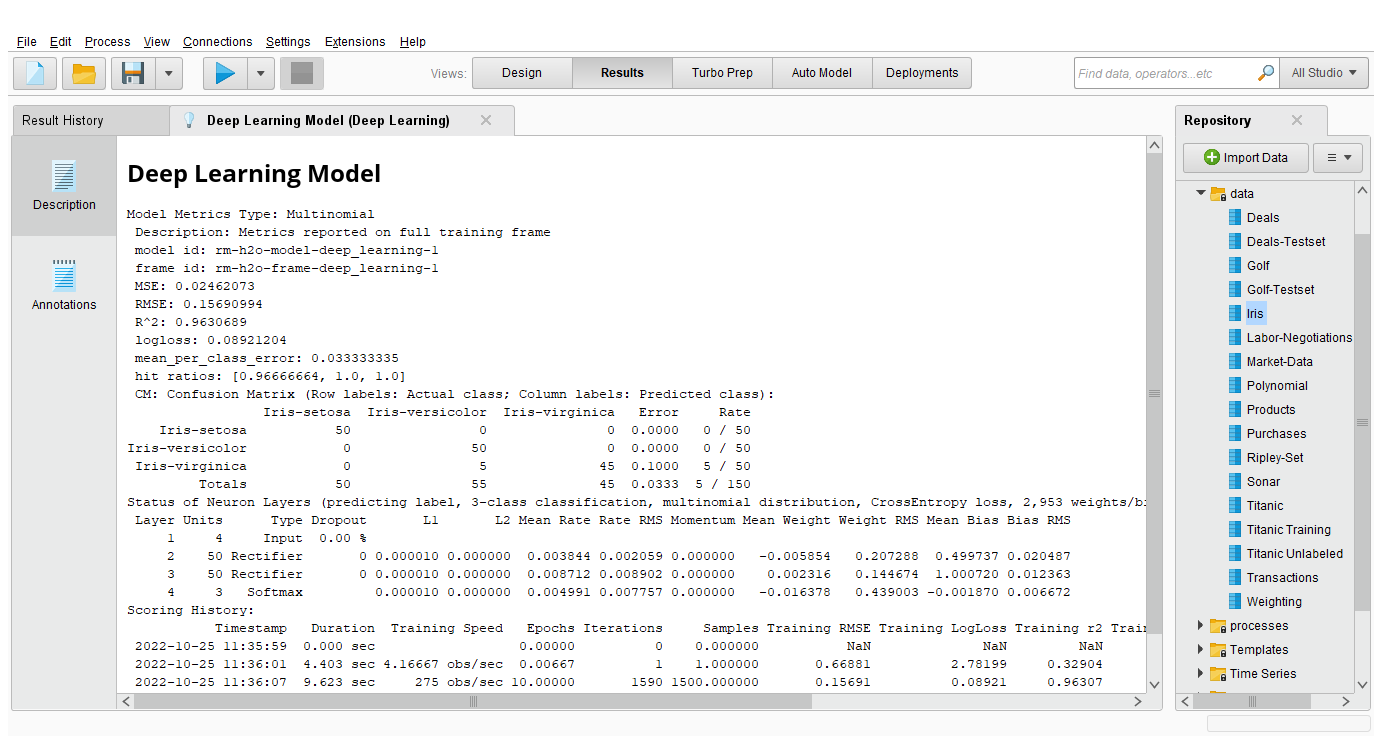 File Edit Process View Connections Settings Extensions Help
Views: Design Results Turbo Prep Auto Model Deployments Find data, operators...etc All Studio
Result History Deep Learning Model (Deep Learning)
Description
Annotations
Deep Learning Model
Model Metrics Type: Multinomial
Description: Metrics reported on full training frame
model id: rm-h2o-model-deep_learning-1
frame id: rm-h2o-frame-deep_learning-1
MSE: 0.02462073
RMSE: 0.15690994
R^2: 0.9630689
logloss: 0.08921204
mean_per_class_error: 0.033333335
hit ratios: [0.96666664, 1.0, 1.0]
CM: Confusion Matrix (Row labels: Actual class; Column labels: Predicted class):
Iris-setosa Iris-versicolor Iris-virginica Error Rate
Iris-setosa 50 0 0 0.0000 0 / 50
Iris-versicolor 0 50 0 0.0000 0 / 50
Iris-virginica 0 5 45 0.1000 5 / 50
Totals 50 55 45 0.0333 5 / 150
Status of Neuron Layers (predicting label, 3-class classification, multinomial distribution, CrossEntropy loss, 2,953 weights/bi
Layer Units Type Dropout L1 L2 Mean Rate Rate RMS Momentum Mean Weight Weight RMS Mean Bias Bias RMS
1 4 Input 0.00 %
2 50 Rectifier 0 0.000010 0.000000 0.003844 0.002059 0.000000 -0.005854 0.207288 0.499737 0.020487
3 50 Rectifier 0 0.000010 0.000000 0.008712 0.008902 0.000000 0.002316 0.144674 1.000720 0.012363
4 3 Softmax 0.000010 0.000000 0.004991 0.007757 0.000000 -0.016378 0.439003 -0.001870 0.006672
Scoring History:
Timestamp Duration Training Speed Epochs Iterations Samples Training RMSE Training LogLoss Training r2 Train
2022-10-25 11:35:59 0.000 sec 0.00000 0 0.000000 NaN NaN NaN
2022-10-25 11:36:01 4.403 sec 4.16667 obs/sec 0.00667 1 1.000000 0.66881 2.78199 0.32904
2022-10-25 11:36:07 9.623 sec 275 obs/sec 10.00000 1590 1500.000000 0.15691 0.08921 0.96307
Repository
Import Data
data
Deals
Deals-Testset
Golf
Golf-Testset
Iris
Labor-Negotiations
Market-Data
Polynomial
Products
Purchases
Ripley-Set
Sonar
Titanic
Titanic Training
Titanic Unlabeled
Transactions
Weighting
processes
Templates
Time Series